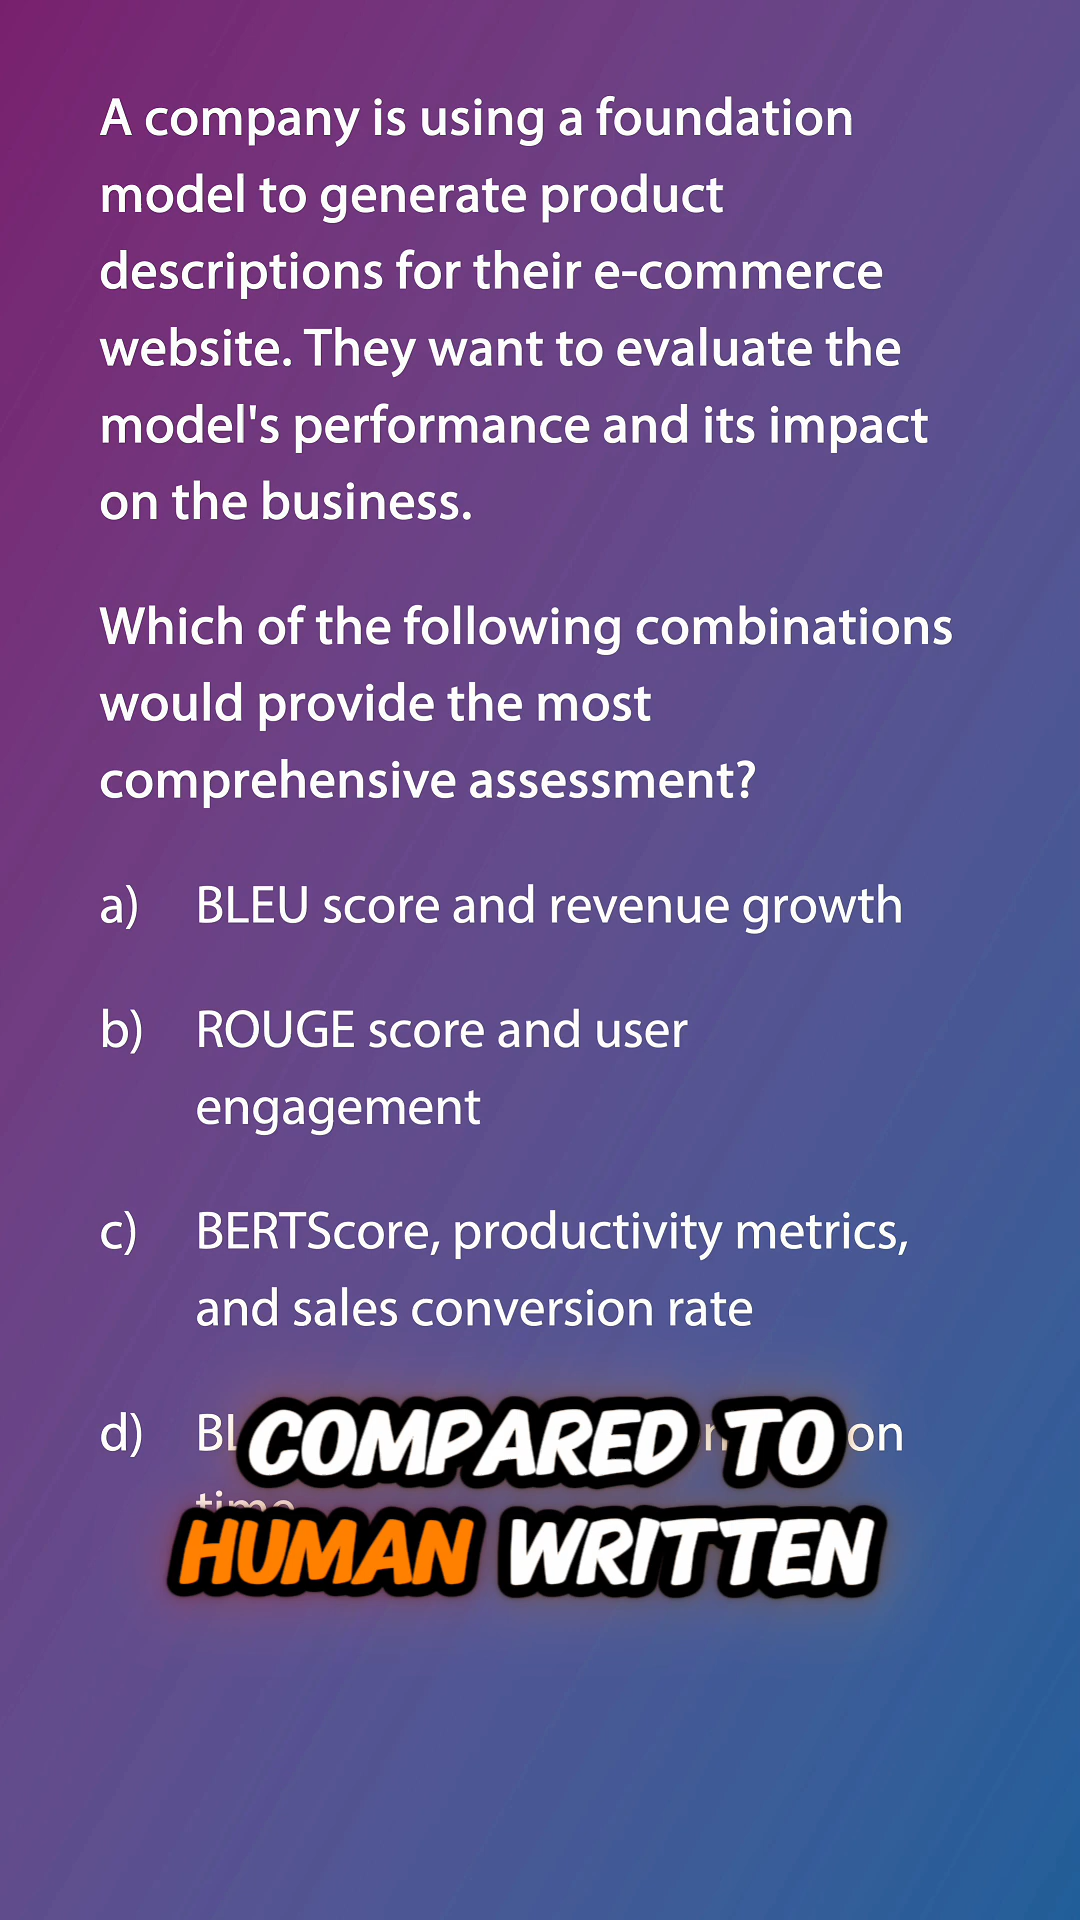 A company is using a foundation
model to generate product
descriptions for their e-commerce
website. They want to evaluate the
model's performance and its impact
on the business.
Which of the following combinations
would provide the most
comprehensive assessment?
a) BLEU score and revenue growth
b) ROUGE score and user
engagement
c) BERTScore, productivity metrics,
and sales conversion rate
d)
time
COMPARED TO
HUMAN WRITTEN